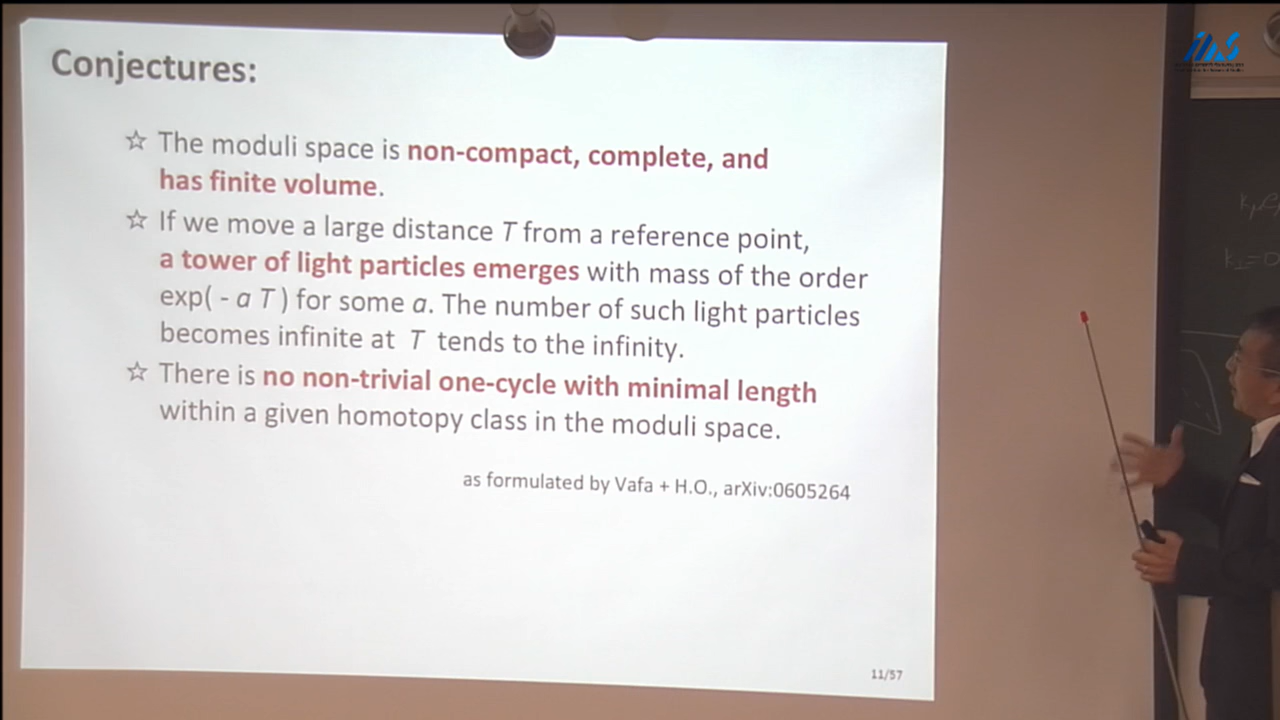 Conjectures:
☆ The moduli space is non-compact, complete, and
has finite volume.
☆ If we move a large distance T from a reference point,
a tower of light particles emerges with mass of the order
exp( - a T ) for some a. The number of such light particles
becomes infinite at T tends to the infinity.
☆ There is no non-trivial one-cycle with minimal length
within a given homotopy class in the moduli space.
as formulated by Vafa + H.O., arXiv:0605264
11/57